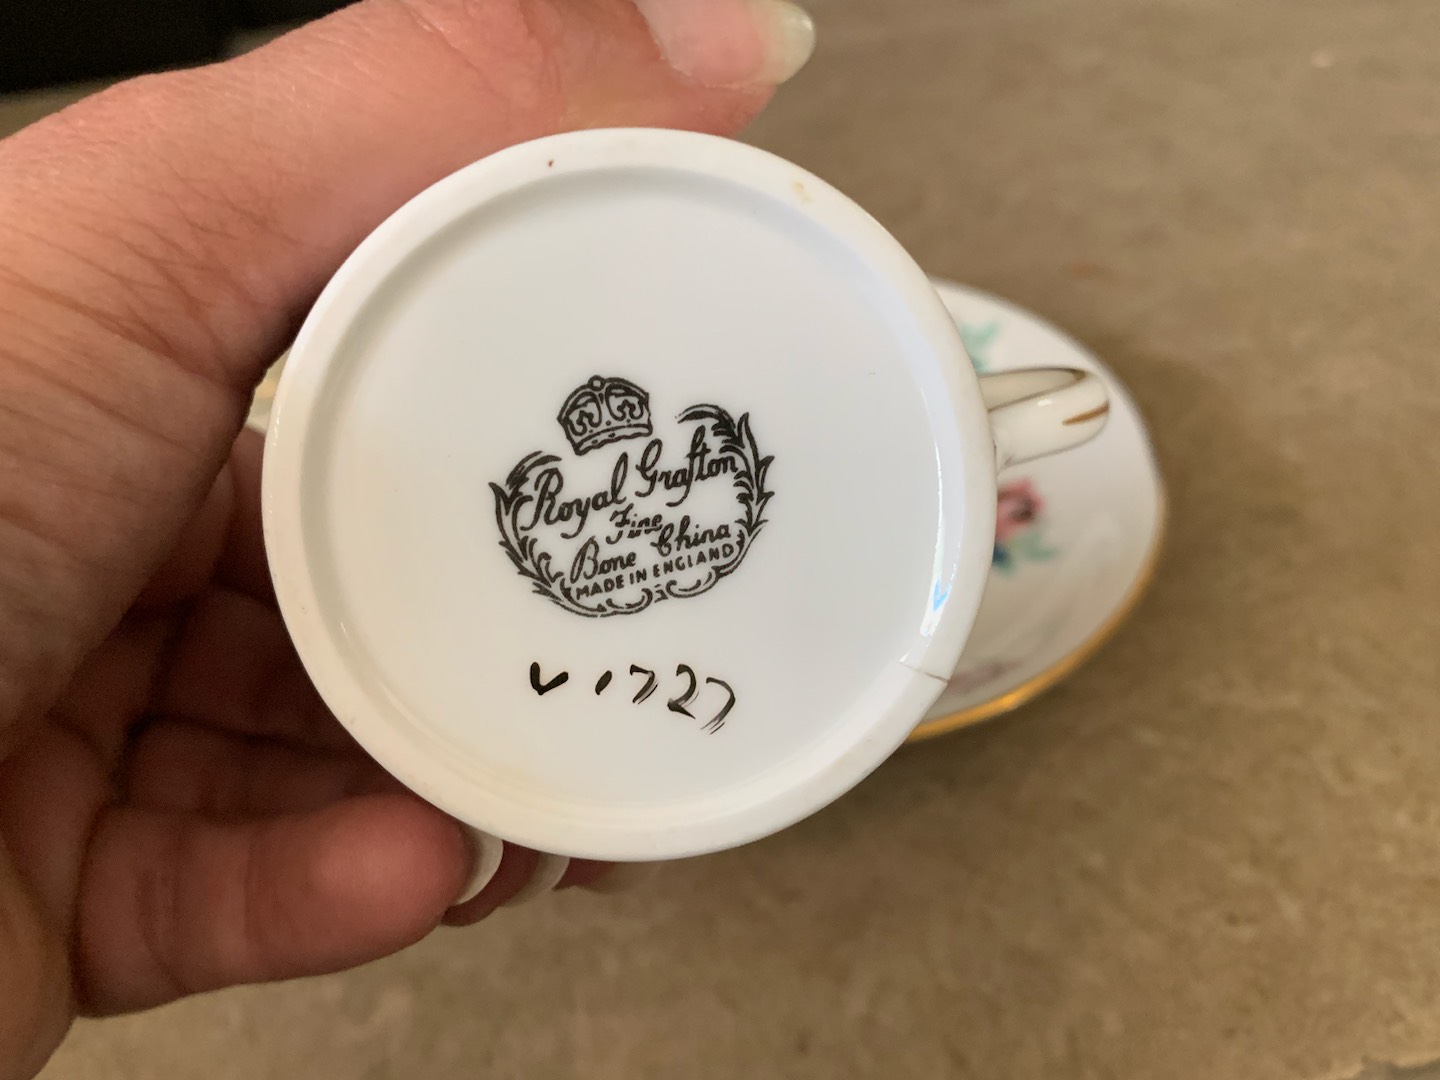 Royal Grafton
Fine
Bone China
MADE IN ENGLAND
V1727